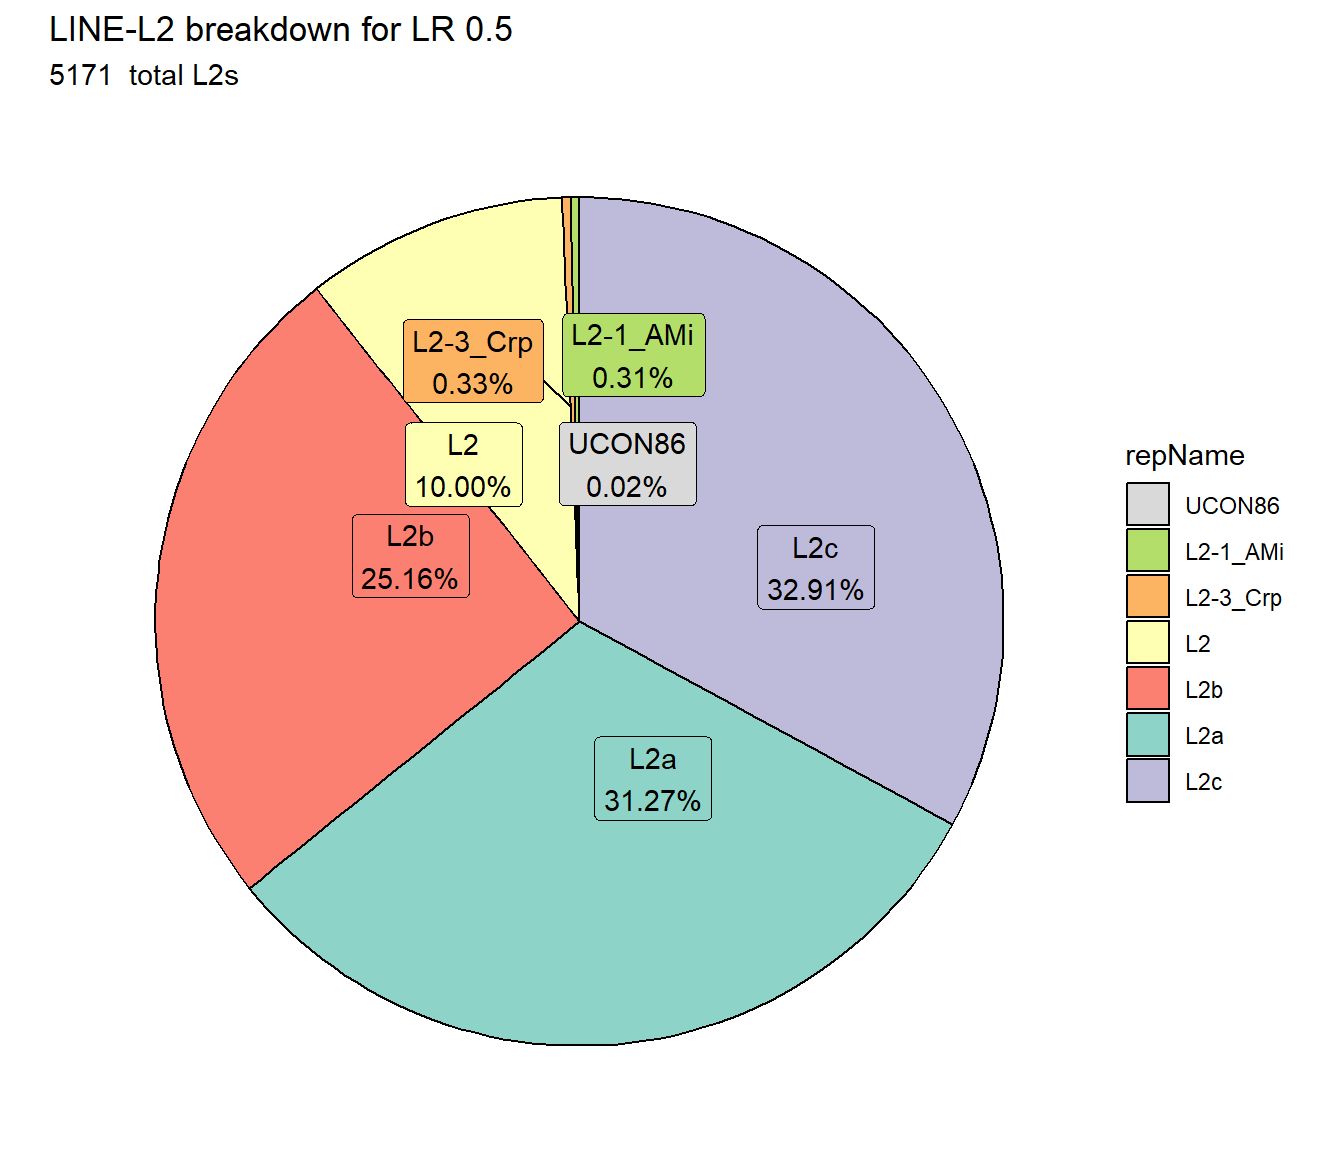 LINE-L2 breakdown for LR 0.5
5171  total L2s
L2-3_Crp
0.33%
L2-1_AMi
0.31%
L2
10.00%
UCON86
0.02%
L2b
25.16%
L2c
32.91%
L2a
31.27%
repName
UCON86
L2-1_AMi
L2-3_Crp
L2
L2b
L2a
L2c